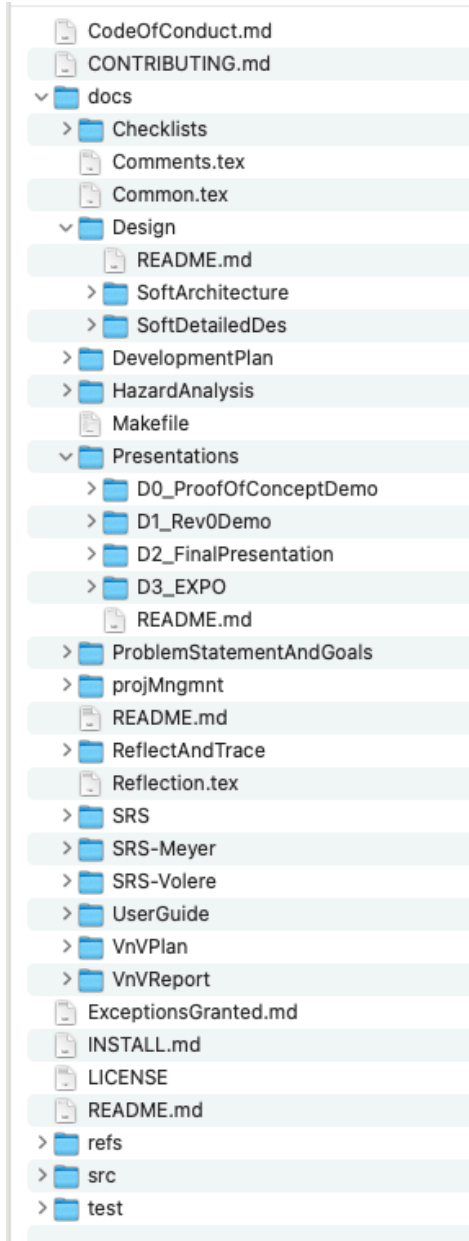 CodeOfConduct.md
CONTRIBUTING.md
docs
Checklists
Comments.tex
Common.tex
Design
README.md
SoftArchitecture
SoftDetailedDes
DevelopmentPlan
HazardAnalysis
Makefile
Presentations
D0_ProofOfConceptDemo
D1_Rev0Demo
D2_FinalPresentation
D3_EXPO
README.md
ProblemStatementAndGoals
projMngmnt
README.md
ReflectAndTrace
Reflection.tex
SRS
SRS-Meyer
SRS-Volere
UserGuide
VnVPlan
VnVReport
ExceptionsGranted.md
INSTALL.md
LICENSE
README.md
refs
src
test